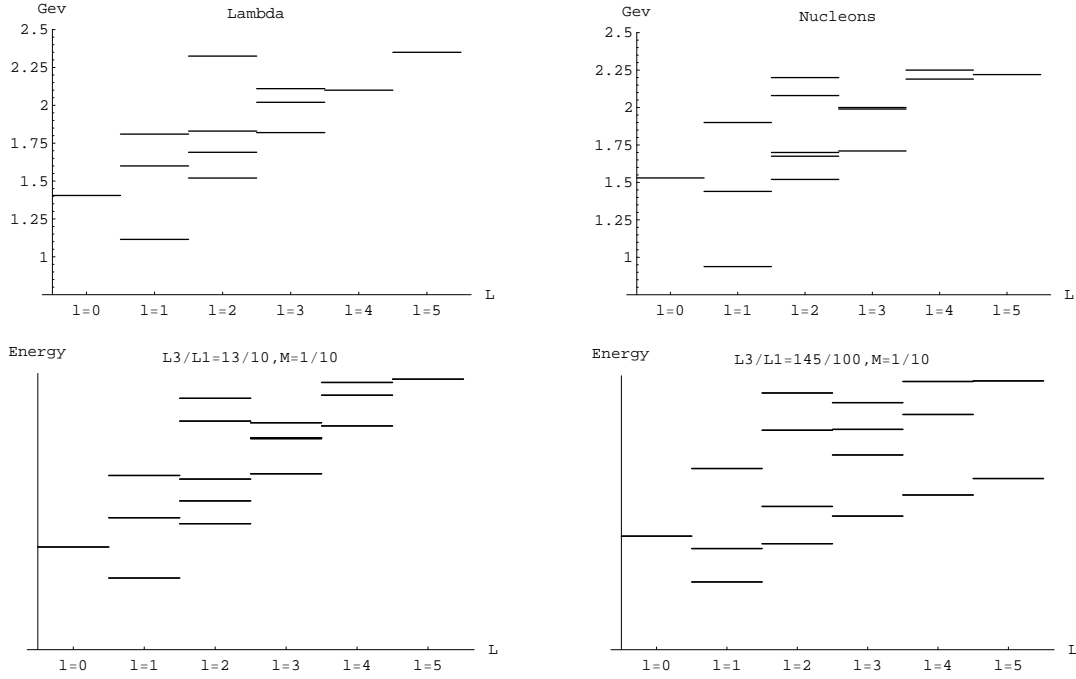 Gev
Lambda
2.5
2.25
2
1.75
1.5
1.25
1
l=0 l=1 l=2 l=3 l=4 l=5 L
Gev
Nucleons
2.5
2.25
2
1.75
1.5
1.25
1
l=0 l=1 l=2 l=3 l=4 l=5 L
Energy
L3/L1=13/10,M=1/10
l=0 l=1 l=2 l=3 l=4 l=5 L
Energy
L3/L1=145/100,M=1/10
l=0 l=1 l=2 l=3 l=4 l=5 L